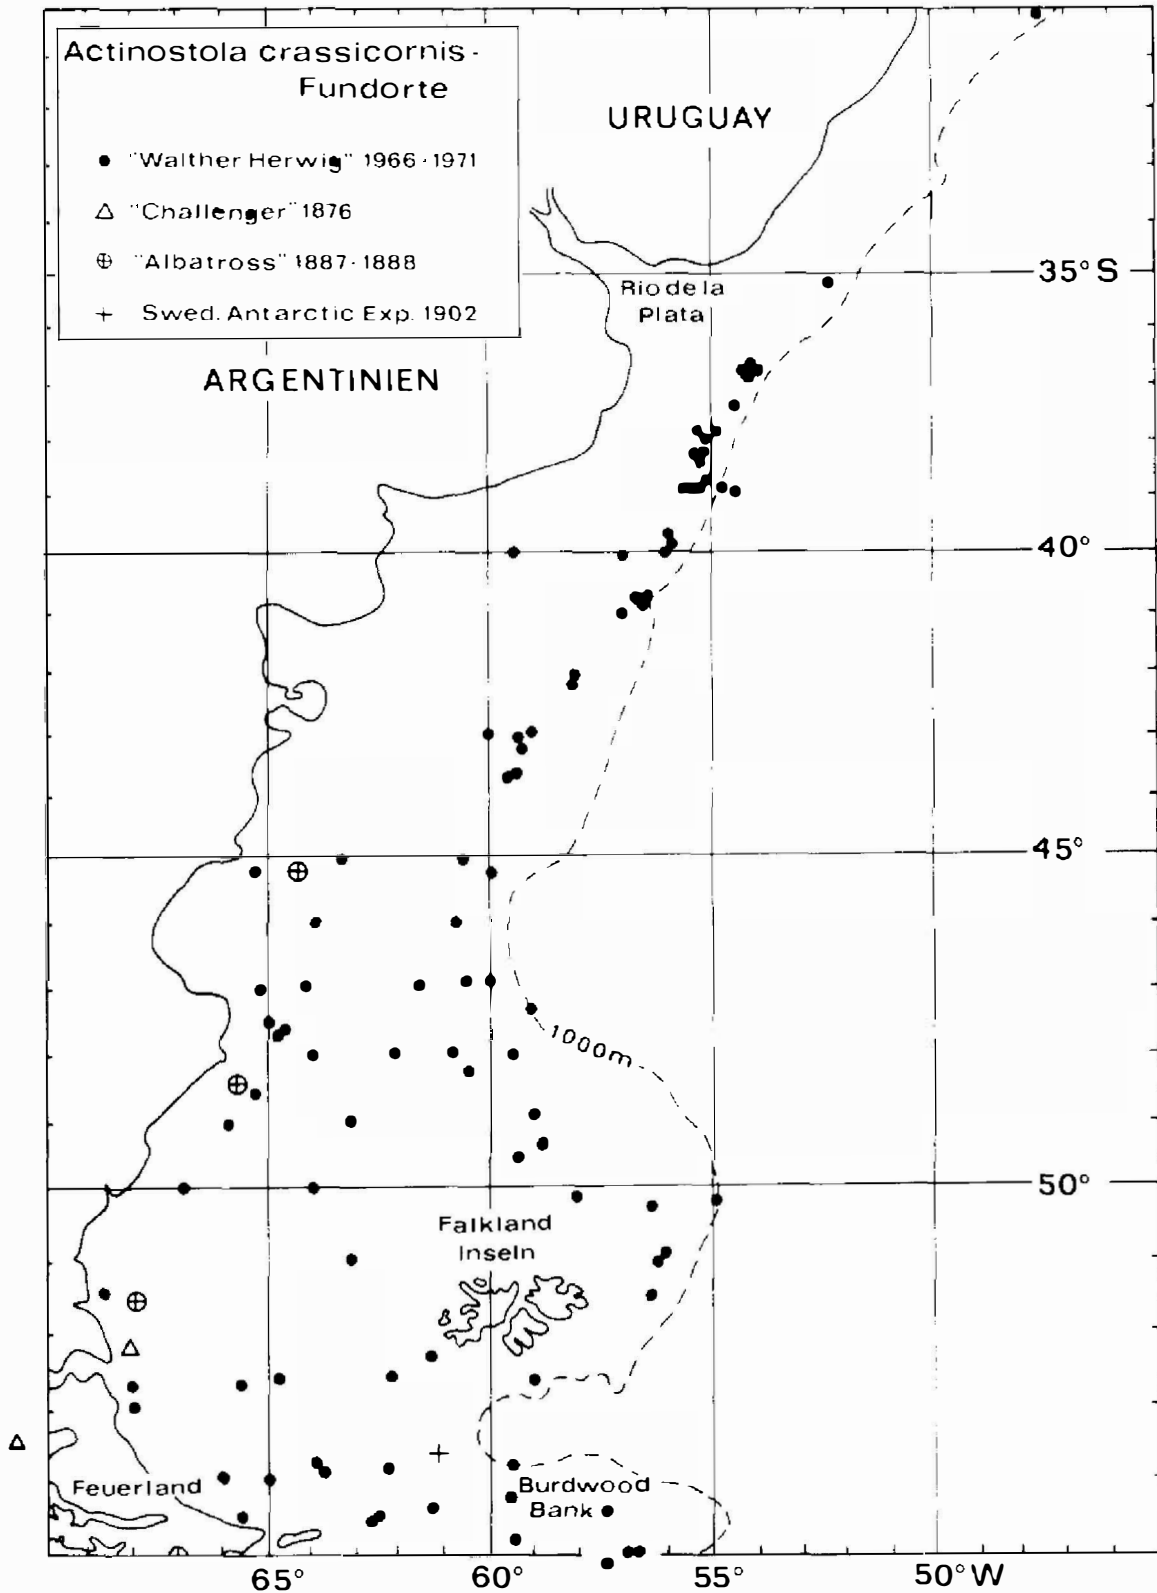 Actinostola crassicornis -
Fundorte
"Walther Herwig" 1966-1971
"Challenger" 1876
"Albatross" 1887-1888
Swed. Antarctic Exp. 1902
URUGUAY
35°S
Rio de la
Plata
ARGENTINIEN
40°
45°
1000m
50°
Falkland
Inseln
Feuerland
Burdwood
Bank
65°
60°
55°
50°W